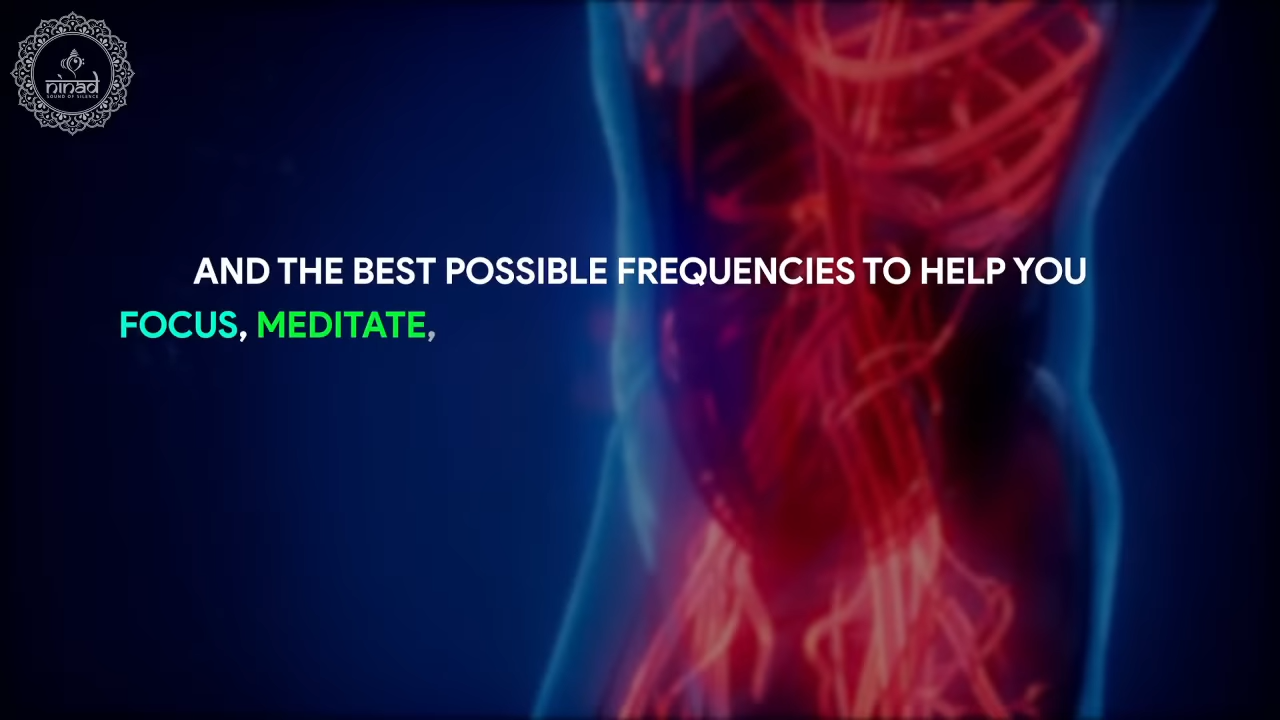 ninad
SOUND OF SILENCE
AND THE BEST POSSIBLE FREQUENCIES TO HELP YOU
FOCUS, MEDITATE,